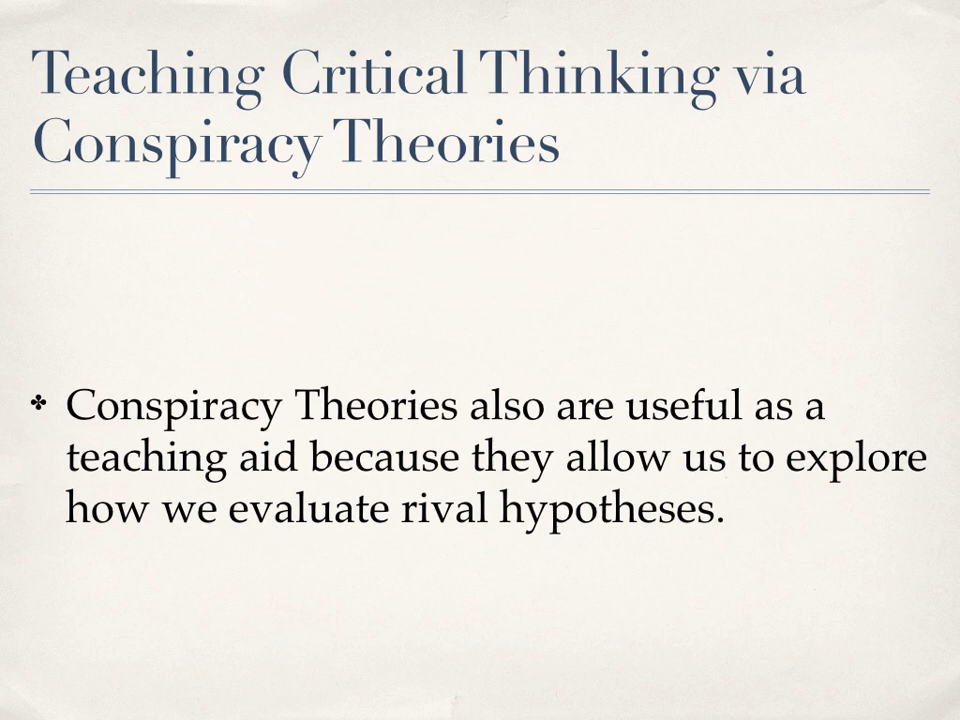 Teaching Critical Thinking via
Conspiracy Theories
✤ Conspiracy Theories also are useful as a
teaching aid because they allow us to explore
how we evaluate rival hypotheses.